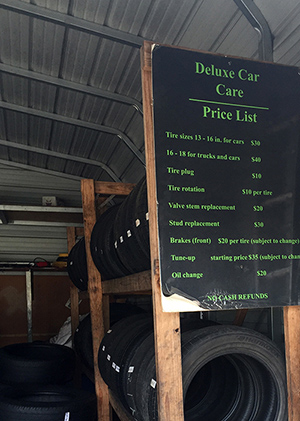 Deluxe Car
Care
Price List
Tire sizes 13 - 16 in. for cars $30
16 - 18 for trucks and cars $40
Tire plug $10
Tire rotation $10 per tire
Valve stem replacement $20
Stud replacement $30
Brakes (front) $20 per tire (subject to change)
Tune-up starting price $35 (subject to chan
Oil change $20
NO CASH REFUNDS